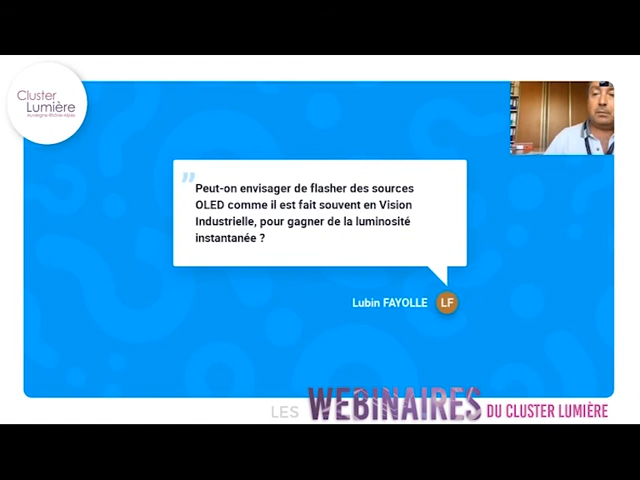 Cluster
Lumière
Auvergne-Rhône-Alpes
Peut-on envisager de flasher des sources
OLED comme il est fait souvent en Vision
Industrielle, pour gagner de la luminosité
instantanée ?
Lubin FAYOLLE LF
LES WEBINAIRES DU CLUSTER LUMIÈRE